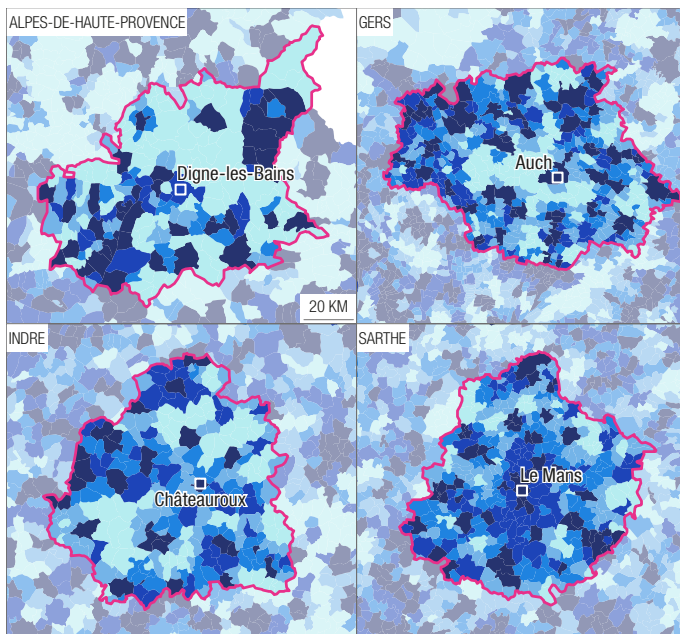 ALPES-DE-HAUTE-PROVENCE
Digne-les-Bains
20 KM
GERS
Auch
INDRE
Châteauroux
SARTHE
Le Mans